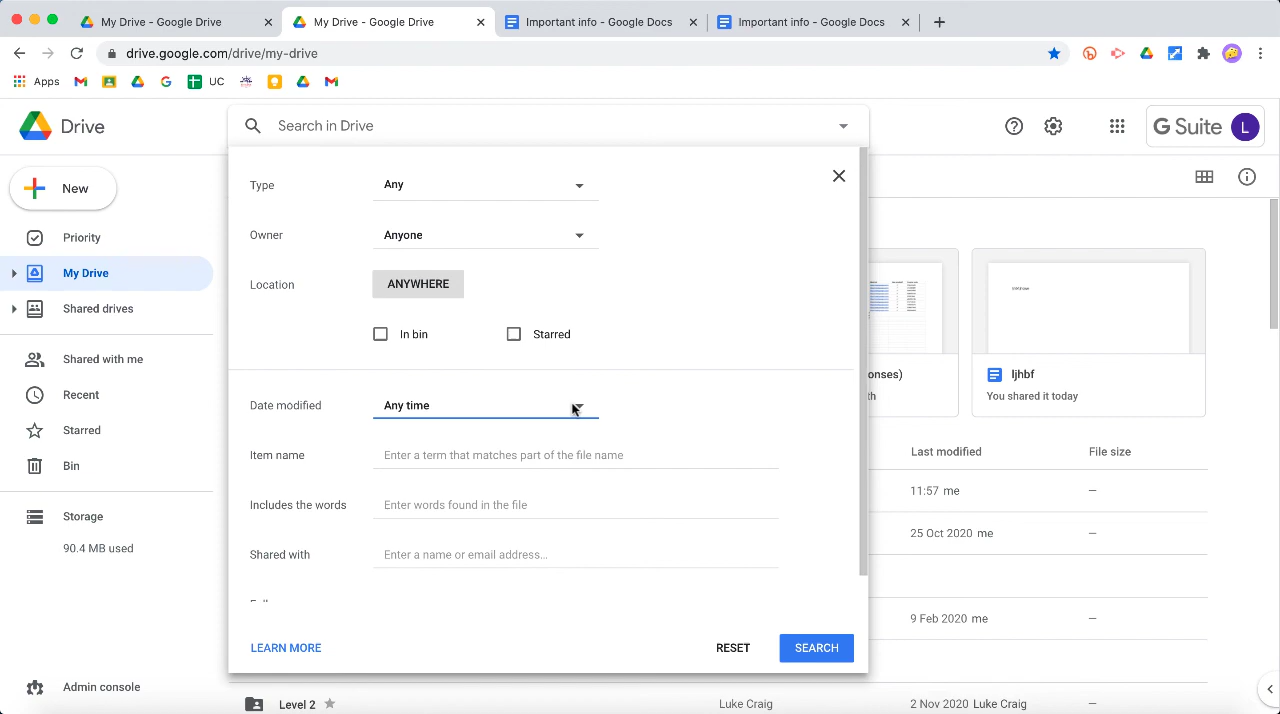 My Drive - Google Drive
My Drive - Google Drive
Important info - Google Docs
Important info - Google Docs
drive.google.com/drive/my-drive
Apps
UC
Drive
Search in Drive
G Suite
L
New
Type
Any
Owner
Anyone
Location
ANYWHERE
In bin
Starred
Date modified
Any time
Item name
Enter a term that matches part of the file name
Includes the words
Enter words found in the file
Shared with
Enter a name or email address...
LEARN MORE
RESET
SEARCH
Priority
My Drive
Shared drives
Shared with me
Recent
Starred
Bin
Storage
90.4 MB used
Admin console
onses)
th
ljhbf
You shared it today
Last modified
File size
11:57 me
–
25 Oct 2020 me
–
9 Feb 2020 me
–
Level 2
Luke Craig
2 Nov 2020 Luke Craig
–